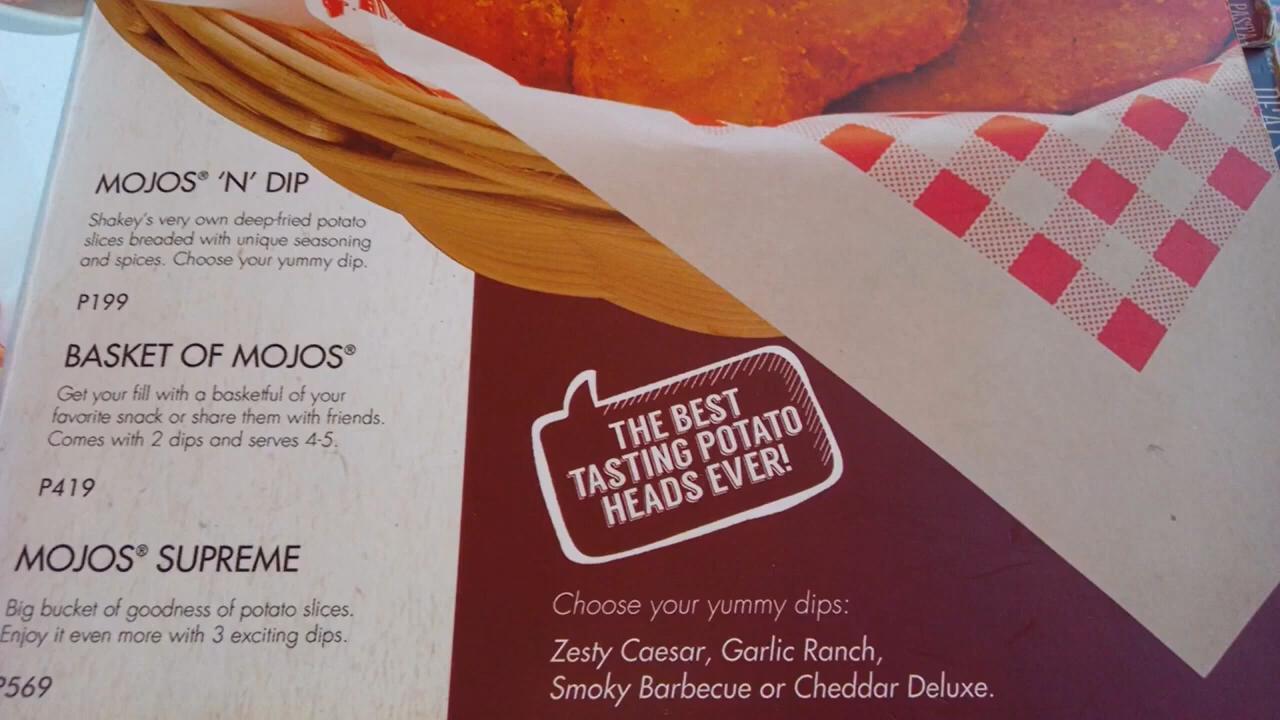 MOJOS® 'N' DIP
Shakey's very own deep-fried potato
slices breaded with unique seasoning
and spices. Choose your yummy dip.
P199
BASKET OF MOJOS®
Get your fill with a basketful of your
favorite snack or share them with friends.
Comes with 2 dips and serves 4-5.
P419
MOJOS® SUPREME
Big bucket of goodness of potato slices.
Enjoy it even more with 3 exciting dips.
P569
THE BEST
TASTING POTATO
HEADS EVER!
Choose your yummy dips:
Zesty Caesar, Garlic Ranch,
Smoky Barbecue or Cheddar Deluxe.
PASTA